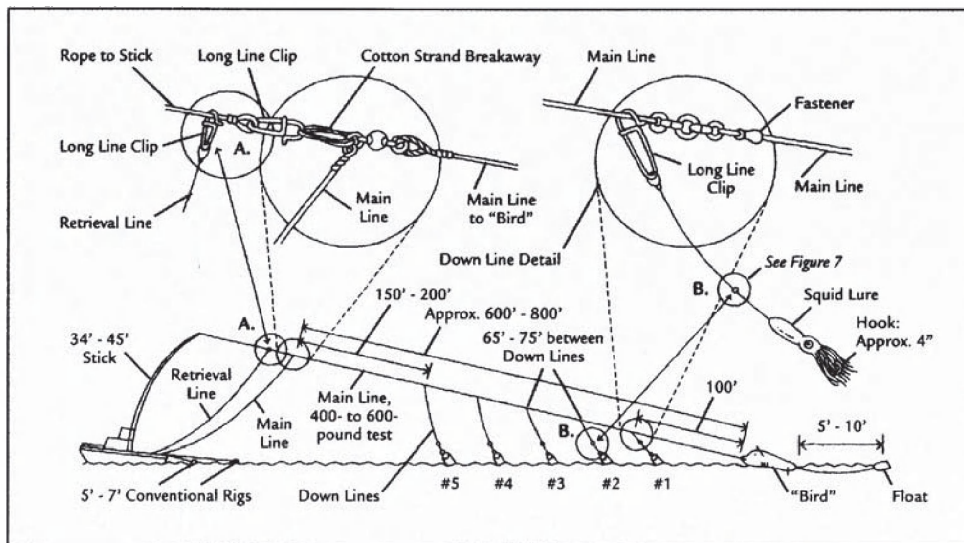 Rope to Stick
Long Line Clip
Cotton Strand Breakaway
Main Line
Fastener
Long Line Clip
A.
Long Line
Clip
Main Line
Main
Line
Main Line
to "Bird"
Retrieval Line
Down Line Detail
See Figure 7
B.
Squid Lure
150' - 200'
Approx. 600' - 800'
A.
Hook:
Approx. 4"
34' - 45'
Stick
65' - 75' between
Down Lines
Retrieval
Line
Main Line,
400- to 600-
pound test
100'
Main
Line
B.
5' - 10'
5' - 7' Conventional Rigs
Down Lines
#5
#4
#3
#2
#1
"Bird"
Float